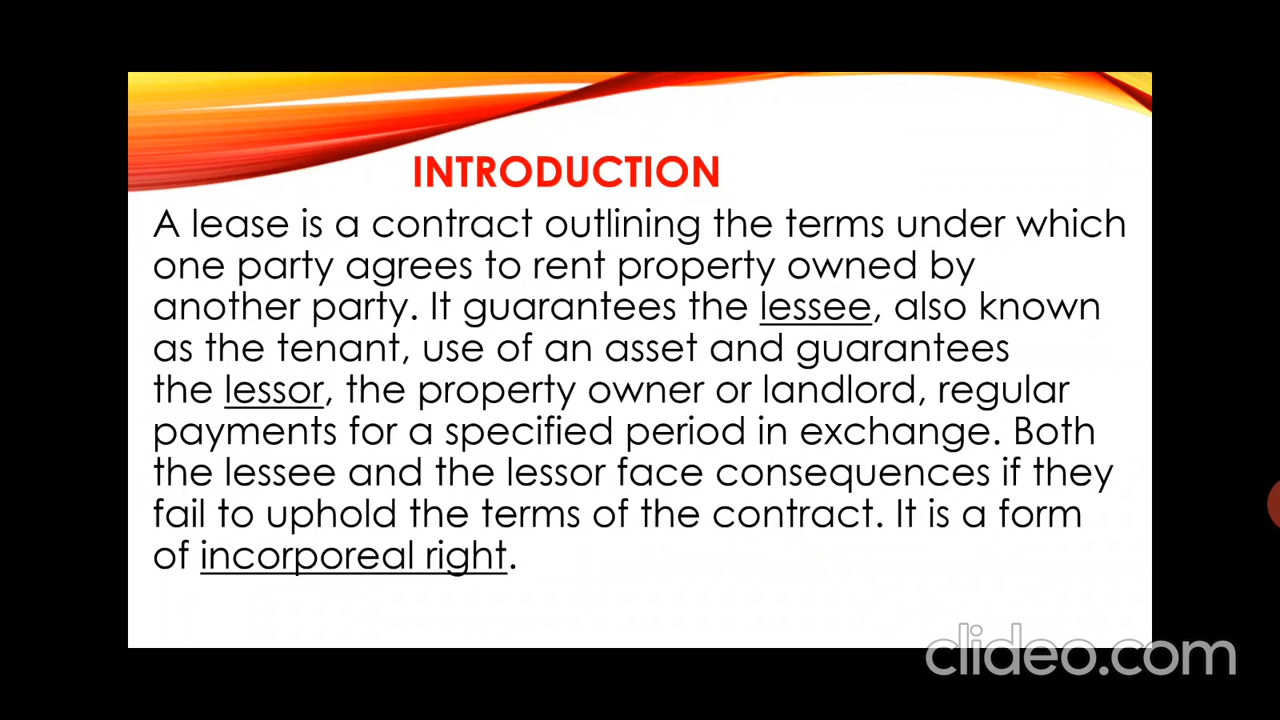 INTRODUCTION
A lease is a contract outlining the terms under which
one party agrees to rent property owned by
another party. It guarantees the lessee, also known
as the tenant, use of an asset and guarantees
the lessor, the property owner or landlord, regular
payments for a specified period in exchange. Both
the lessee and the lessor face consequences if they
fail to uphold the terms of the contract. It is a form
of incorporeal right.
clideo.com